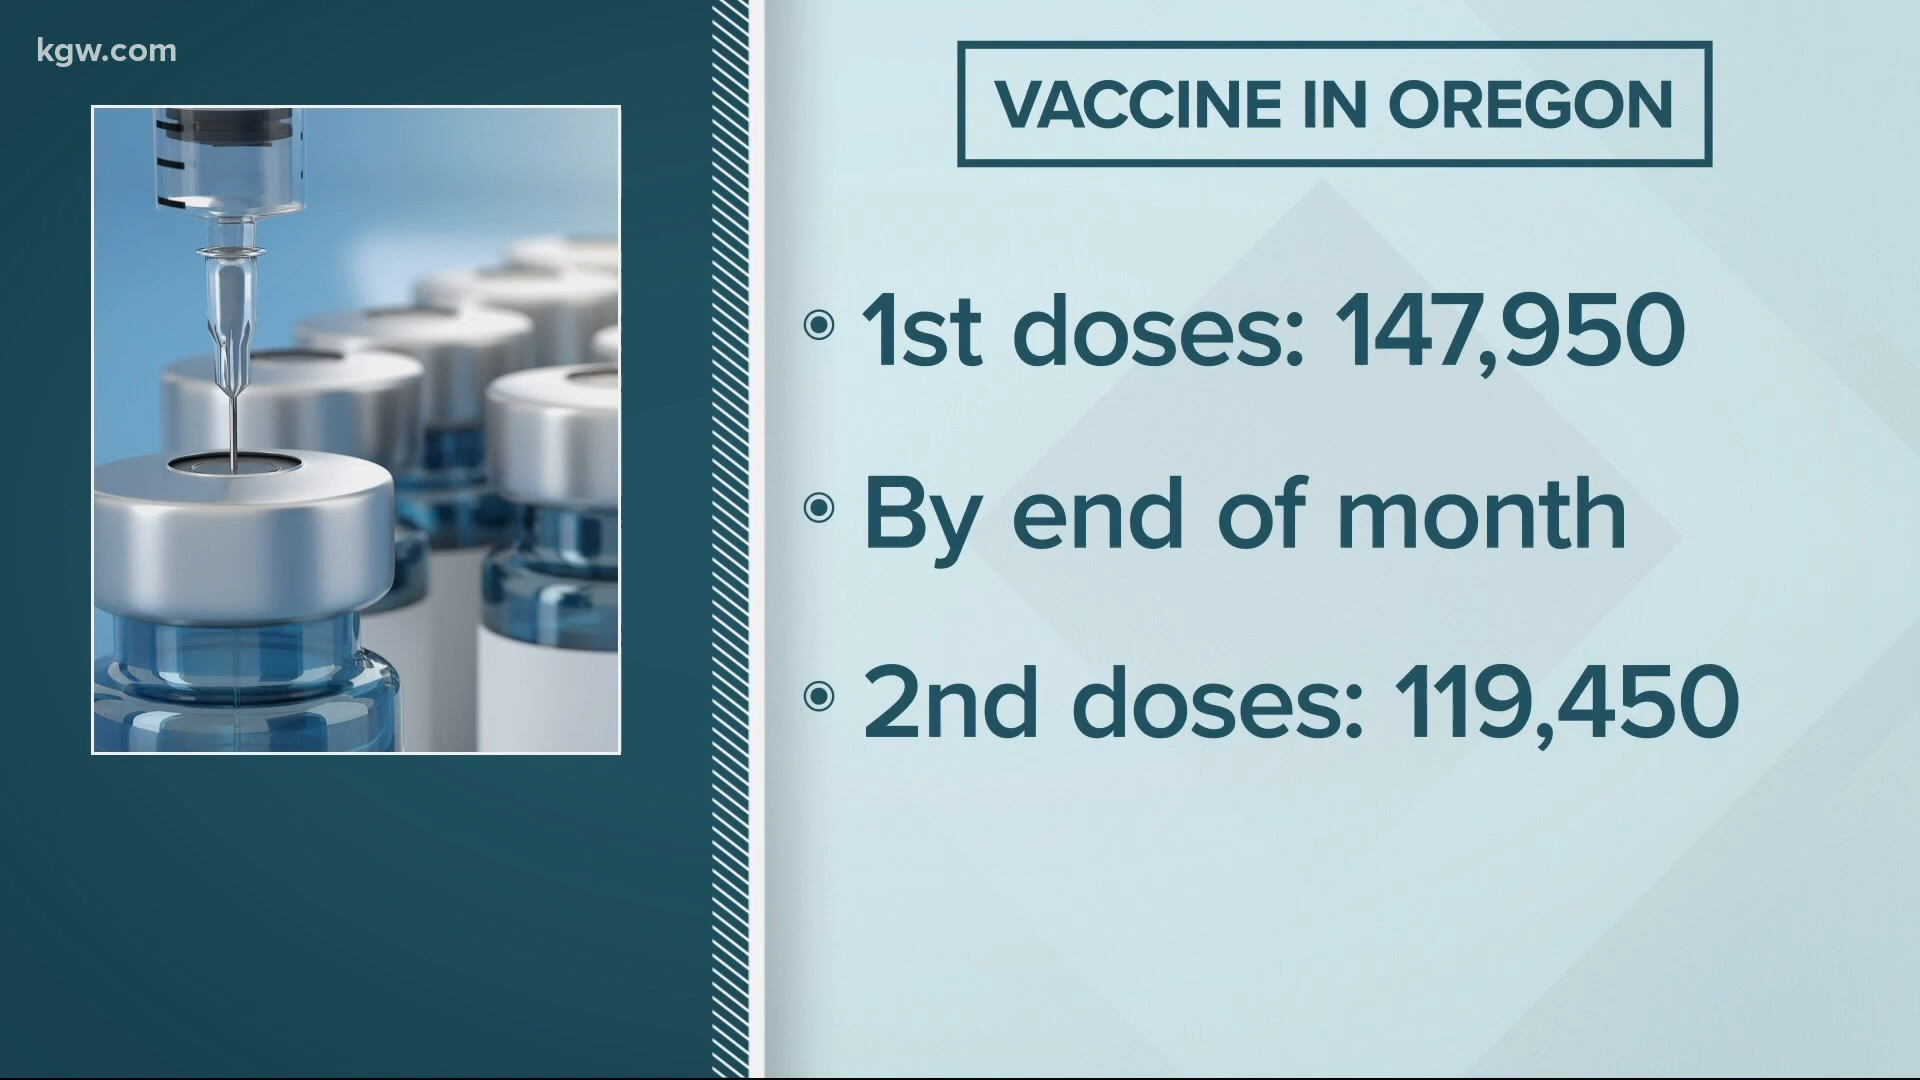 kgw.com
VACCINE IN OREGON
1st doses: 147,950
By end of month
2nd doses: 119,450